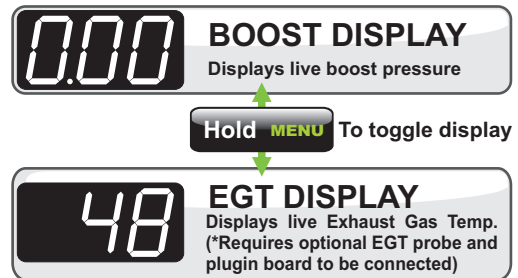 0.00
BOOST DISPLAY
Displays live boost pressure
Hold MENU To toggle display
48
EGT DISPLAY
Displays live Exhaust Gas Temp.
(*Requires optional EGT probe and
plugin board to be connected)